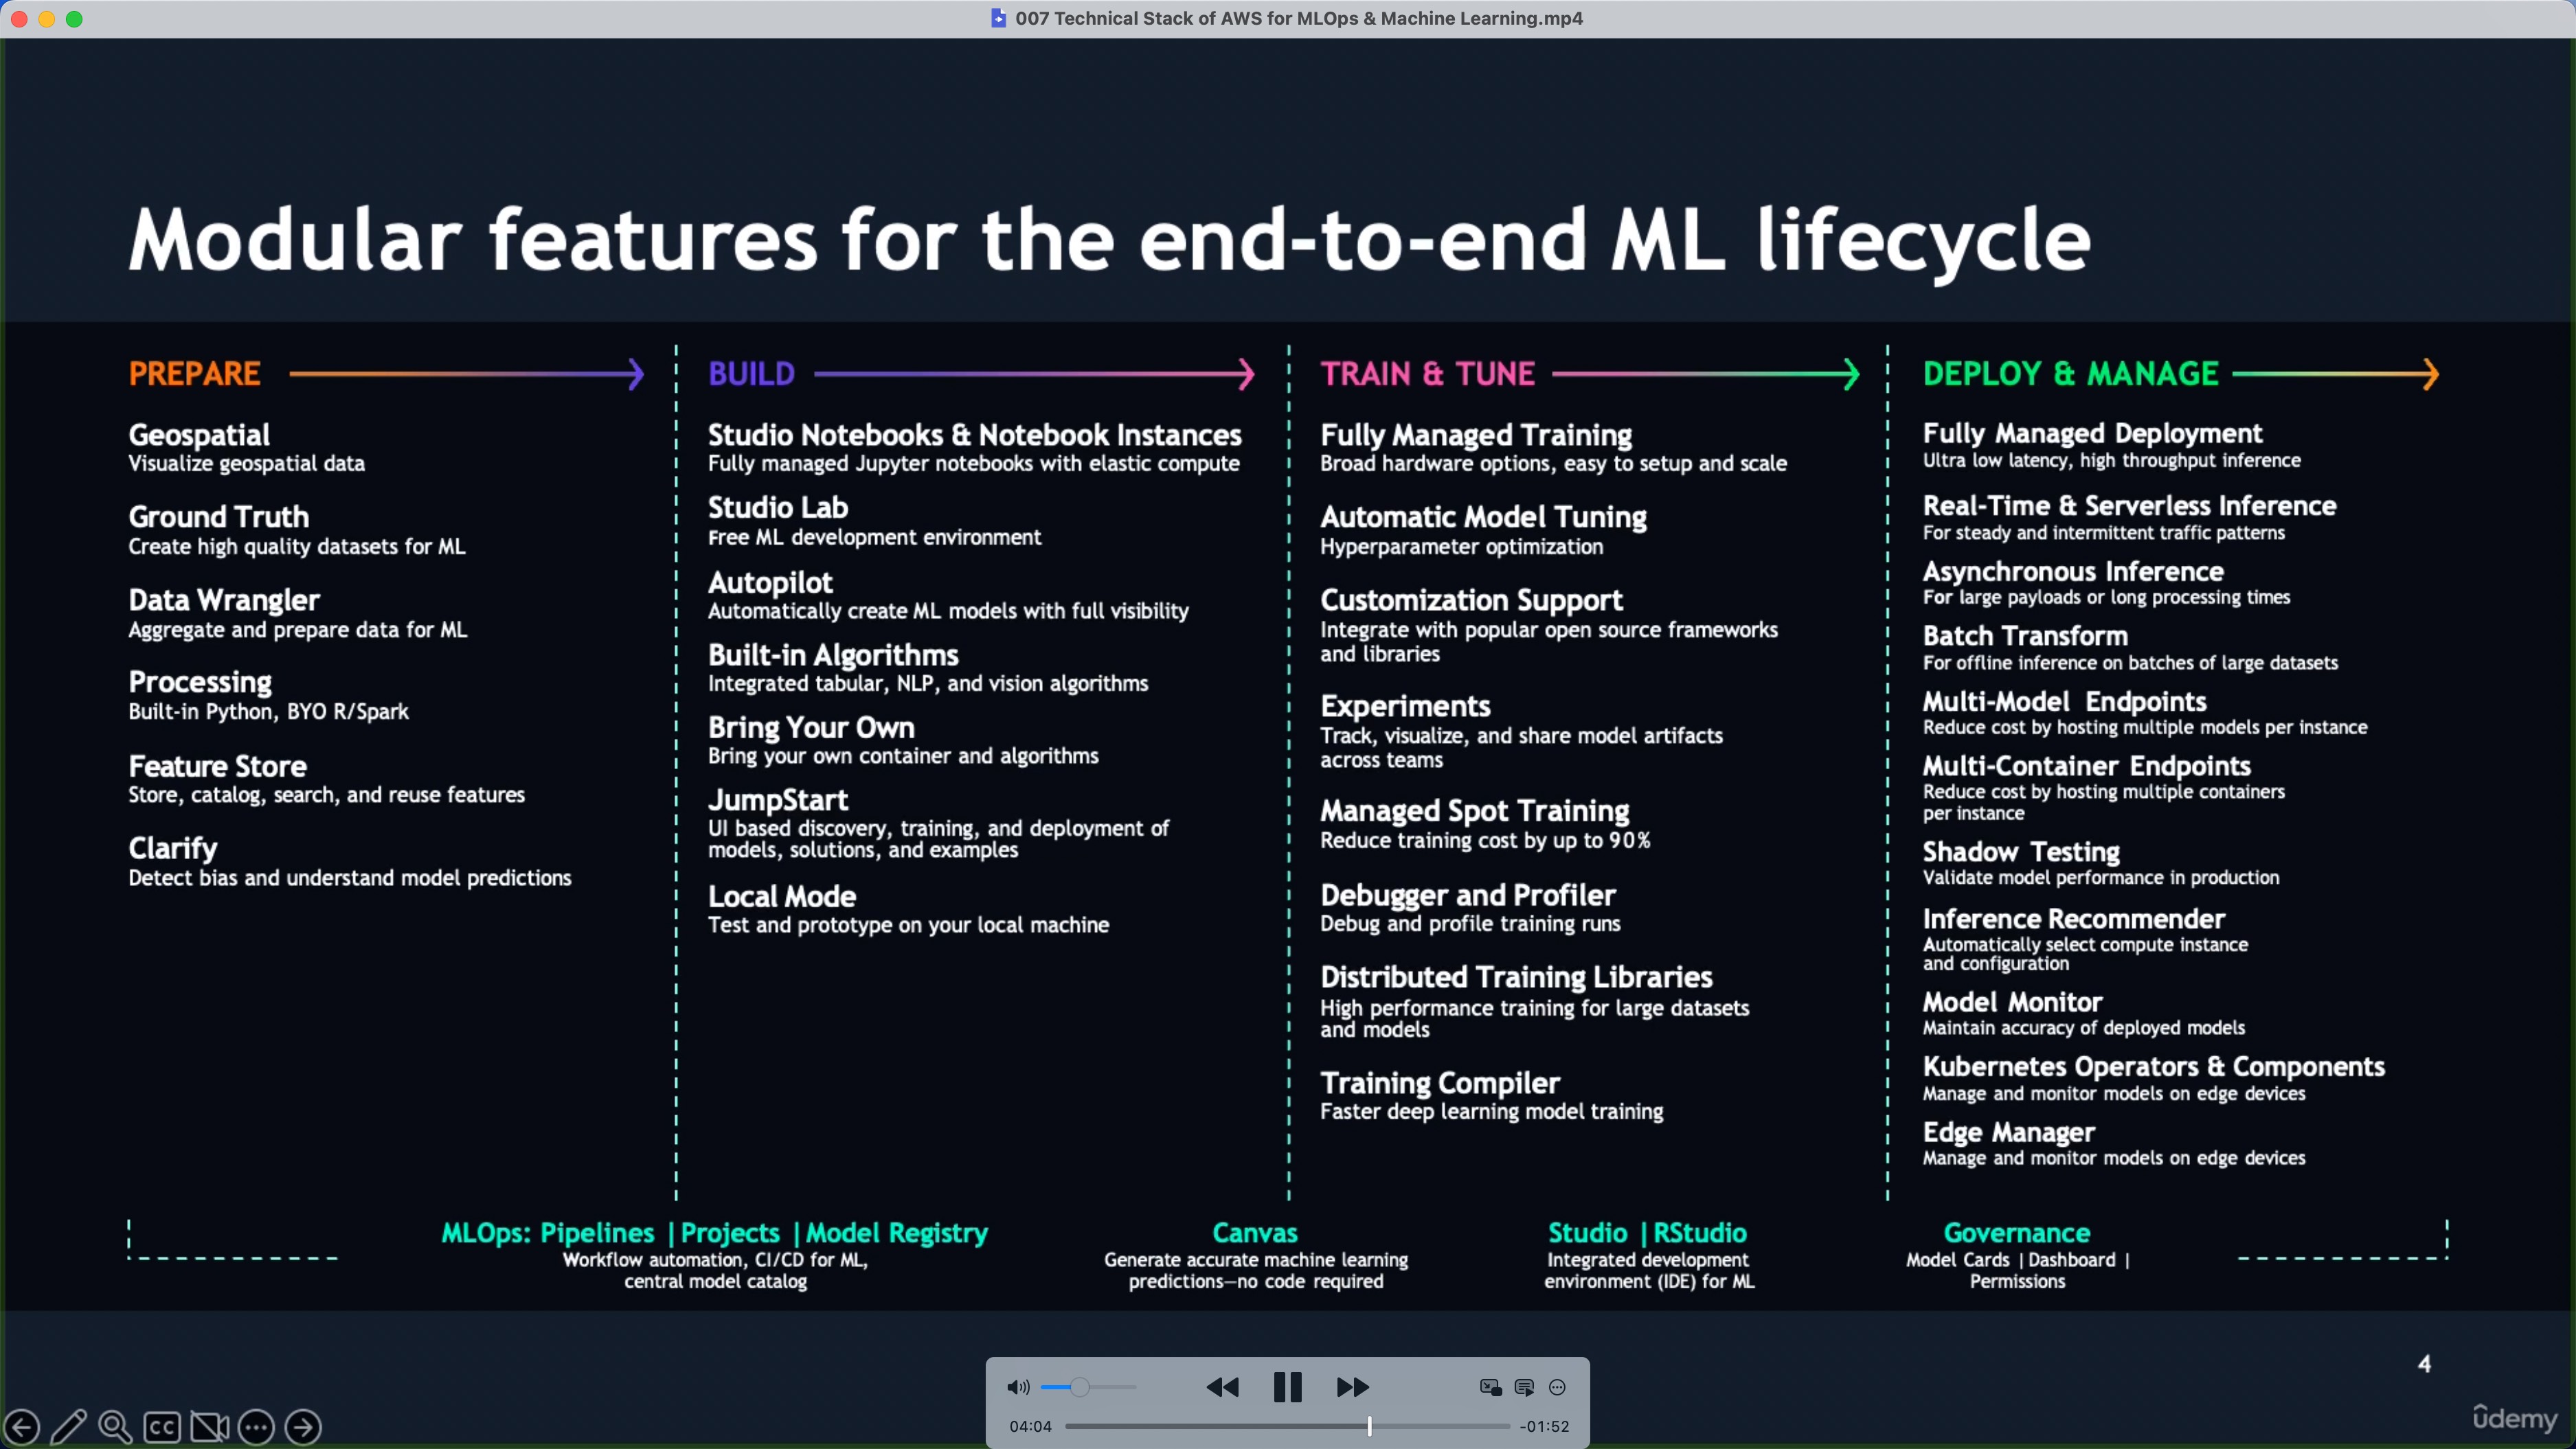 007 Technical Stack of AWS for MLOps & Machine Learning.mp4
Modular features for the end-to-end ML lifecycle
PREPARE
Geospatial
Visualize geospatial data
Ground Truth
Create high quality datasets for ML
Data Wrangler
Aggregate and prepare data for ML
Processing
Built-in Python, BYO R/Spark
Feature Store
Store, catalog, search, and reuse features
Clarify
Detect bias and understand model predictions
BUILD
Studio Notebooks & Notebook Instances
Fully managed Jupyter notebooks with elastic compute
Studio Lab
Free ML development environment
Autopilot
Automatically create ML models with full visibility
Built-in Algorithms
Integrated tabular, NLP, and vision algorithms
Bring Your Own
Bring your own container and algorithms
JumpStart
UI based discovery, training, and deployment of
models, solutions, and examples
Local Mode
Test and prototype on your local machine
TRAIN & TUNE
Fully Managed Training
Broad hardware options, easy to setup and scale
Automatic Model Tuning
Hyperparameter optimization
Customization Support
Integrate with popular open source frameworks
and libraries
Experiments
Track, visualize, and share model artifacts
across teams
Managed Spot Training
Reduce training cost by up to 90%
Debugger and Profiler
Debug and profile training runs
Distributed Training Libraries
High performance training for large datasets
and models
Training Compiler
Faster deep learning model training
DEPLOY & MANAGE
Fully Managed Deployment
Ultra low latency, high throughput inference
Real-Time & Serverless Inference
For steady and intermittent traffic patterns
Asynchronous Inference
For large payloads or long processing times
Batch Transform
For offline inference on batches of large datasets
Multi-Model Endpoints
Reduce cost by hosting multiple models per instance
Multi-Container Endpoints
Reduce cost by hosting multiple containers
per instance
Shadow Testing
Validate model performance in production
Inference Recommender
Automatically select compute instance
and configuration
Model Monitor
Maintain accuracy of deployed models
Kubernetes Operators & Components
Manage and monitor models on edge devices
Edge Manager
Manage and monitor models on edge devices
MLOps: Pipelines | Projects | Model Registry
Workflow automation, CI/CD for ML,
central model catalog
Canvas
Generate accurate machine learning
predictions—no code required
Studio | RStudio
Integrated development
environment (IDE) for ML
Governance
Model Cards | Dashboard |
Permissions
4
04:04
-01:52
CC
ûdemy